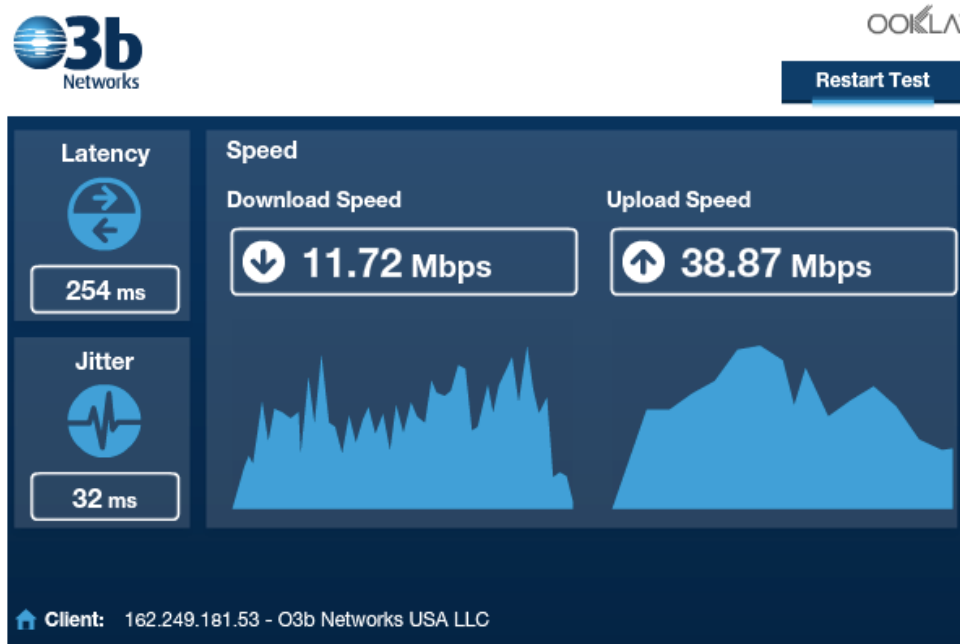 O3b
Networks
OOKLA
Restart Test
Latency
254 ms
Jitter
32 ms
Speed
Download Speed
11.72 Mbps
Upload Speed
38.87 Mbps
Client: 162.249.181.53 - O3b Networks USA LLC